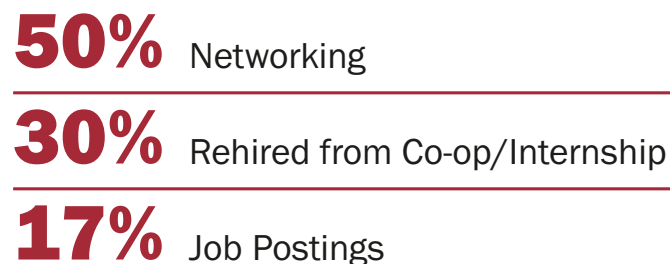 50% Networking
30% Rehired from Co-op/Internship
17% Job Postings